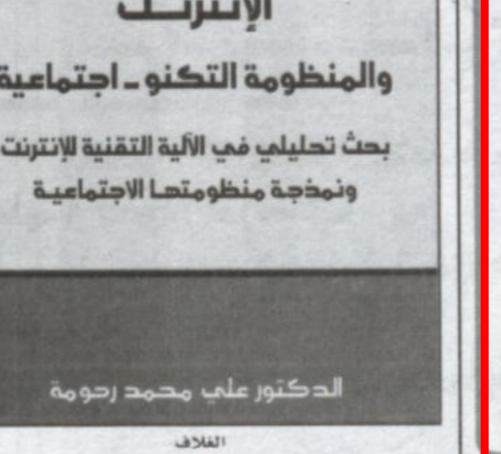 الإنترنت
والمنظومة التكنو ـ اجتماعية
بحث تحليلي في الآلية التقنية للإنترنت
ونمذجة منظومتها الاجتماعية
الدكتور علي محمد رحومة
الغلاف